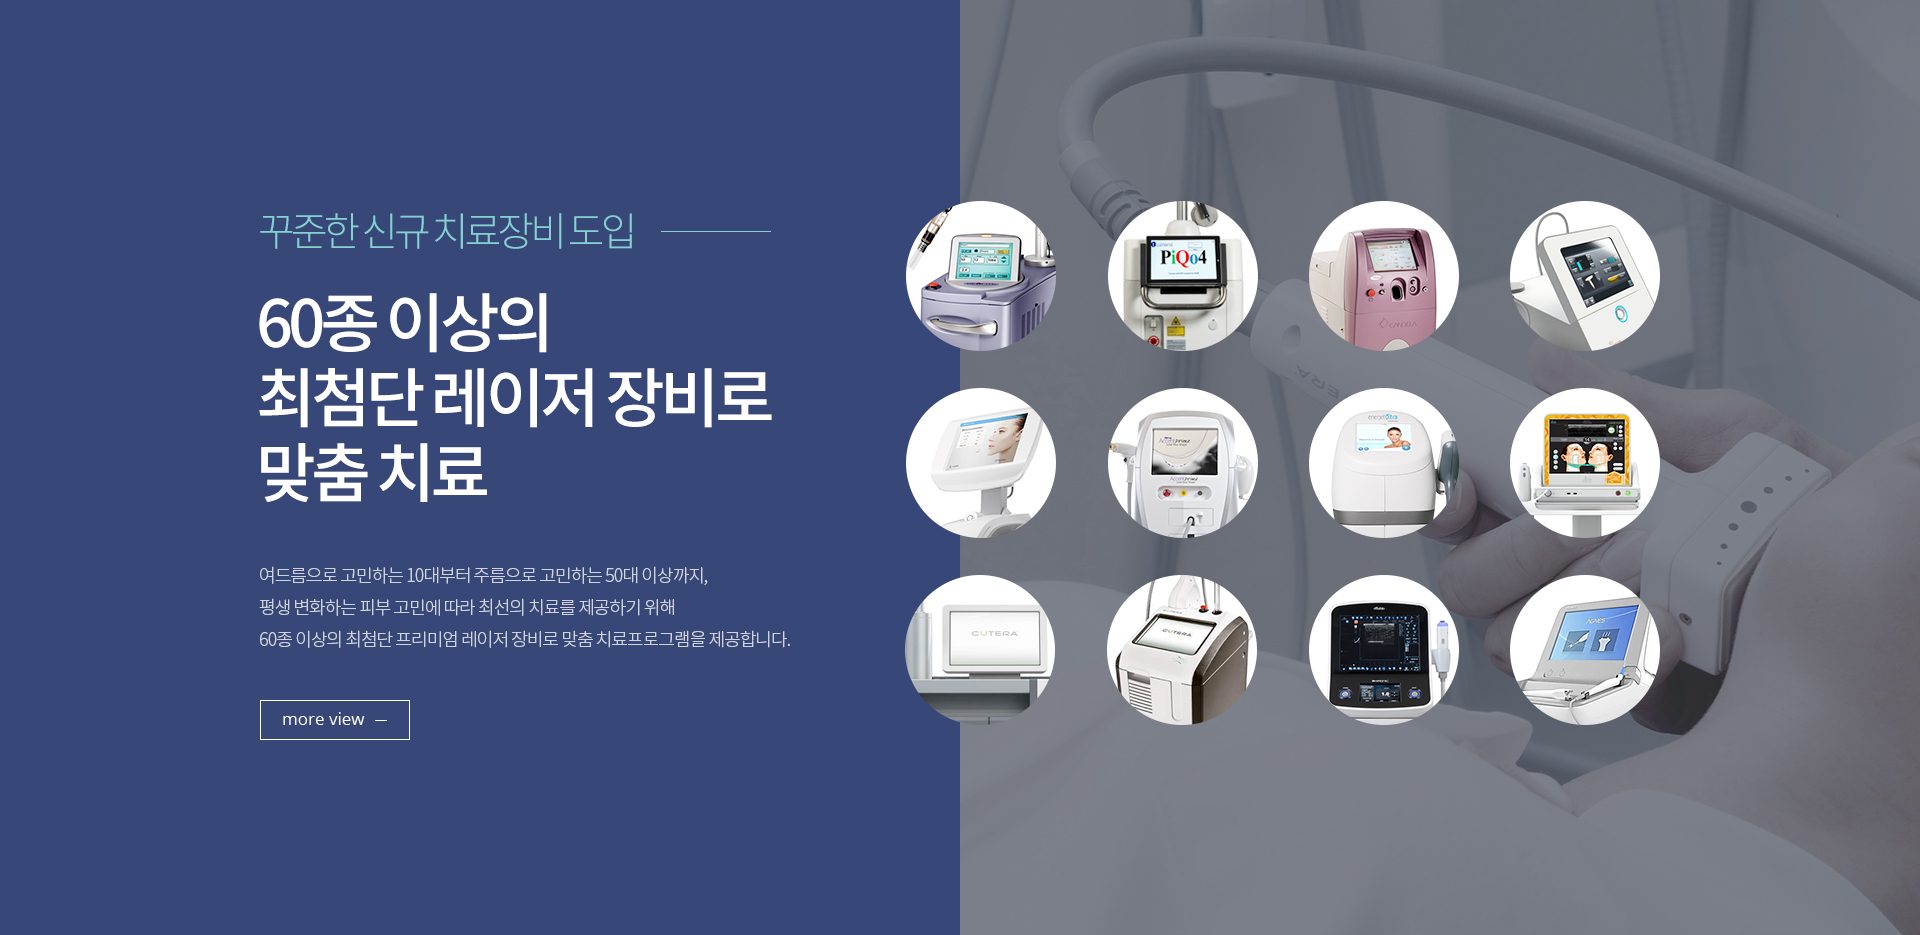 꾸준한 신규 치료장비 도입
60종 이상의
최첨단 레이저 장비로
맞춤 치료
여드름으로 고민하는 10대부터 주름으로 고민하는 50대 이상까지,
평생 변화하는 피부 고민에 따라 최선의 치료를 제공하기 위해
60종 이상의 최첨단 프리미엄 레이저 장비로 맞춤 치료프로그램을 제공합니다.
more view
PiQo4
CANDELA
CUTERA
CUTERA
AGNES